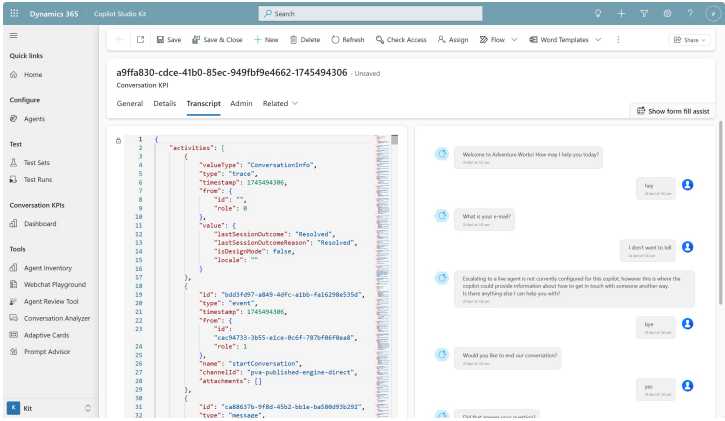 Dynamics 365
Copilot Studio Kit
Search
Save
Save & Close
New
Delete
Refresh
Check Access
Assign
Flow
Word Templates
Share
Quick links
Home
Configure
Agents
Test
Test Sets
Test Runs
Conversation KPIs
Dashboard
Tools
Agent Inventory
Webchat Playground
Agent Review Tool
Conversation Analyzer
Adaptive Cards
Prompt Advisor
K Kit
a9ffa830-cdce-41b0-85ec-949fbf9e4662-1745494306 - Unsaved
Conversation KPI
General Details Transcript Admin Related
Show form fill assist
1 {
2 "activities": [
3 {
4 "valueType": "ConversationInfo",
5 "type": "trace",
6 "timestamp": 1745494306,
7 "from": {
8 "id": "",
9 "role": 0
10 },
11 "value": {
12 "lastSessionOutcome": "Resolved",
13 "lastSessionOutcomeReason": "Resolved",
14 "isDesignMode": false,
15 "locale": ""
16 }
17 },
18 {
19 "id": "bdd3fd97-a849-4dfc-a1bb-fa16298e535d",
20 "type": "event",
21 "timestamp": 1745494306,
22 "from": {
23 "id":
"cac94733-3b55-e1ce-0c6f-787bf06f0ea8",
24 "role": 1
25 },
26 "name": "startConversation",
27 "channelId": "pva-published-engine-direct",
28 "attachments": []
29 },
30 {
31 "id": "ca88637b-9f8d-45b2-bb1e-ba580d93b292",
32 "type": "message",
Welcome to Adventure Works! How may I help you today?
hey
What is your e-mail?
I don't want to tell
Escalating to a live agent is not currently configured for this copilot, however this is where the
copilot could provide information about how to get in touch with someone another way.
Is there anything else I can help you with?
bye
Would you like to end our conversation?
yes
Did that answer your question?